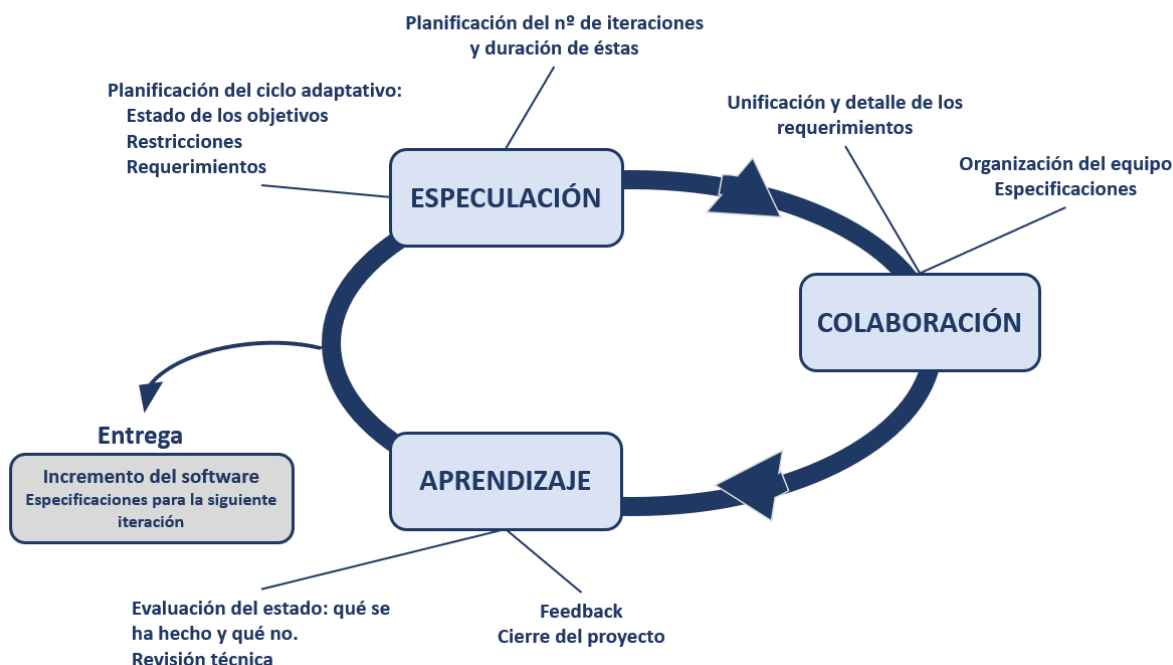 Planificación del nº de iteraciones
y duración de éstas
Planificación del ciclo adaptativo:
Estado de los objetivos
Restricciones
Requerimientos
Unificación y detalle de los
requerimientos
Organización del equipo
Especificaciones
ESPECULACIÓN
COLABORACIÓN
Entrega
Incremento del software
Especificaciones para la siguiente
iteración
APRENDIZAJE
Evaluación del estado: qué se
ha hecho y qué no.
Revisión técnica
Feedback
Cierre del proyecto